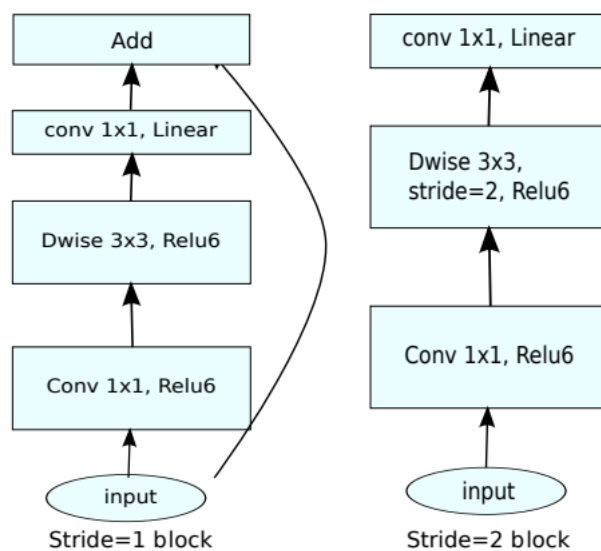 Add
conv 1x1, Linear
Dwise 3x3, Relu6
Conv 1x1, Relu6
input
Stride=1 block
conv 1x1, Linear
Dwise 3x3,
stride=2, Relu6
Conv 1x1, Relu6
input
Stride=2 block